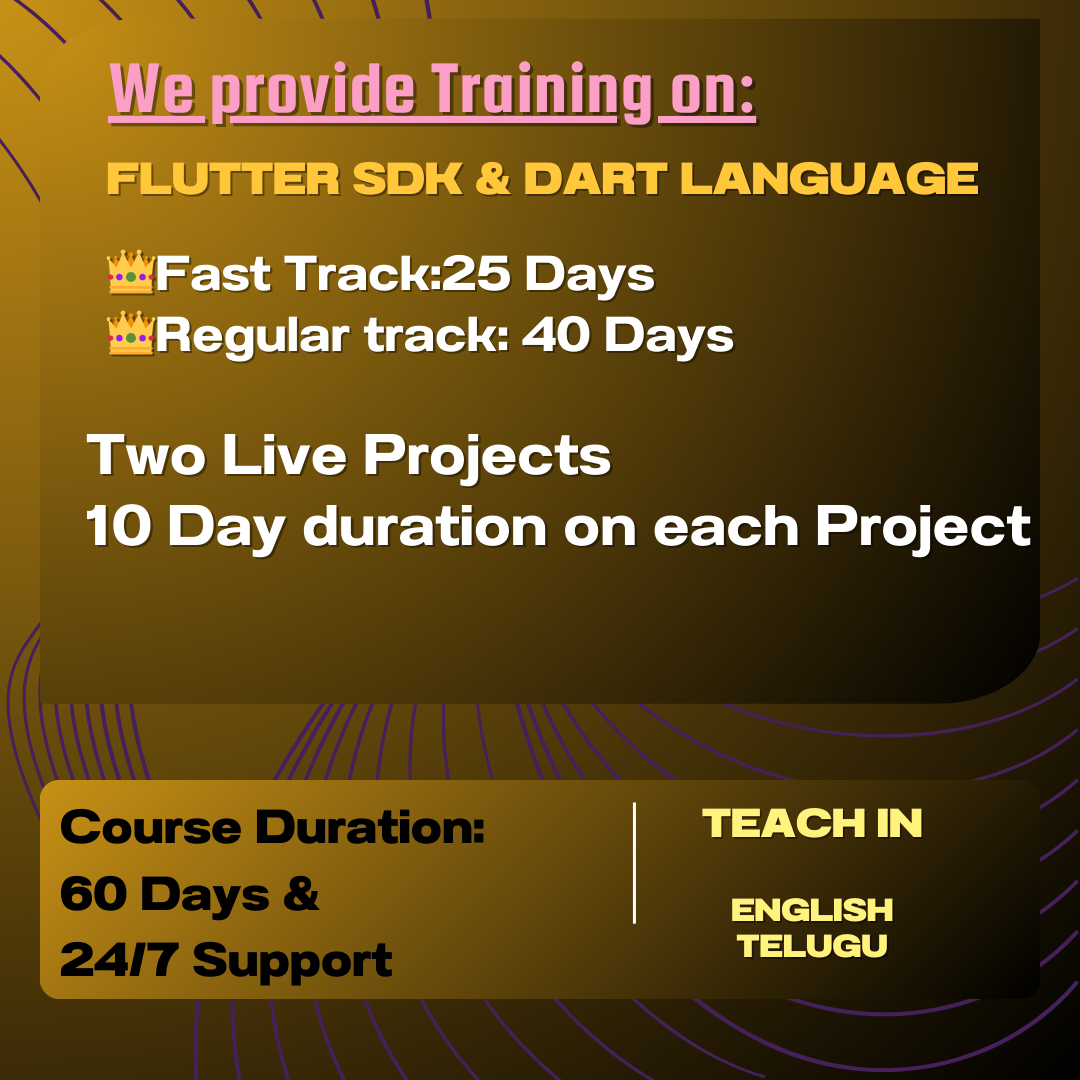 We provide Training on:
FLUTTER SDK & DART LANGUAGE
👑Fast Track:25 Days
👑Regular track: 40 Days
Two Live Projects
10 Day duration on each Project
Course Duration:
60 Days &
24/7 Support
TEACH IN
ENGLISH
TELUGU